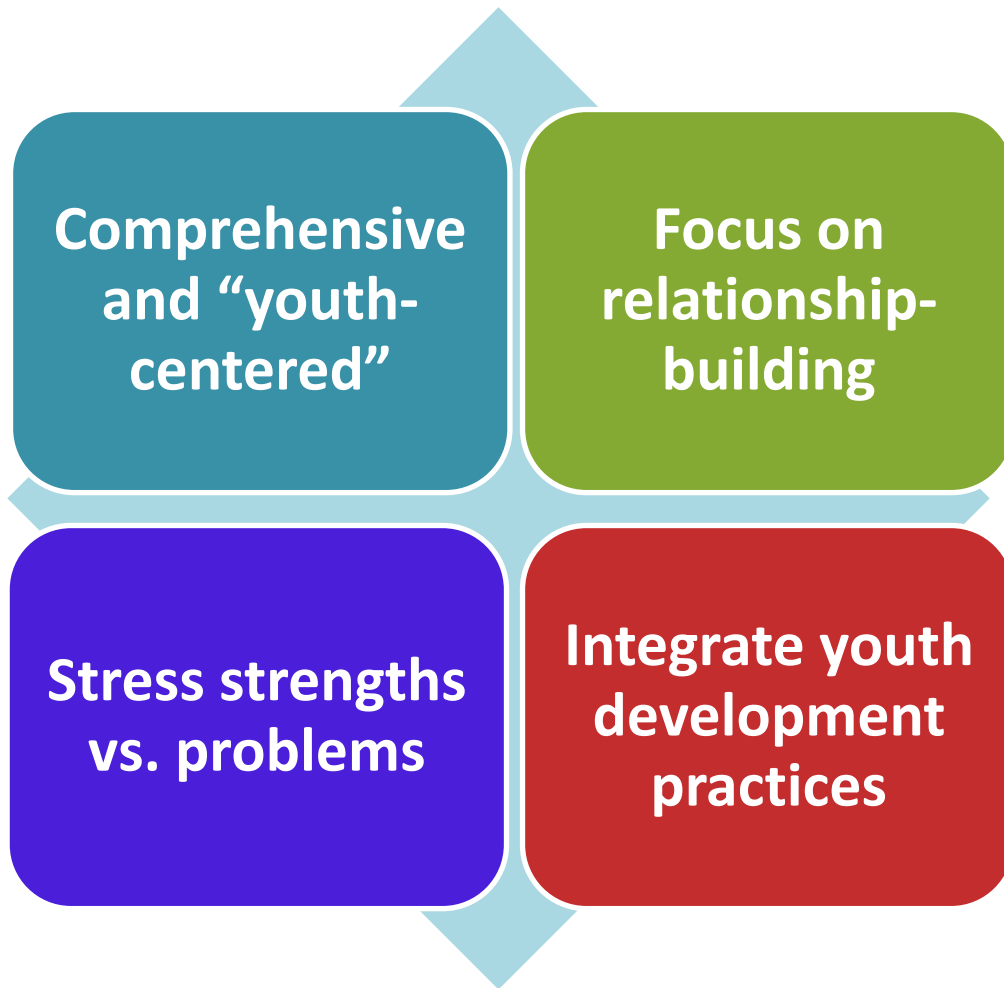 Comprehensive
and “youth-
centered”
Focus on
relationship-
building
Stress strengths
vs. problems
Integrate youth
development
practices